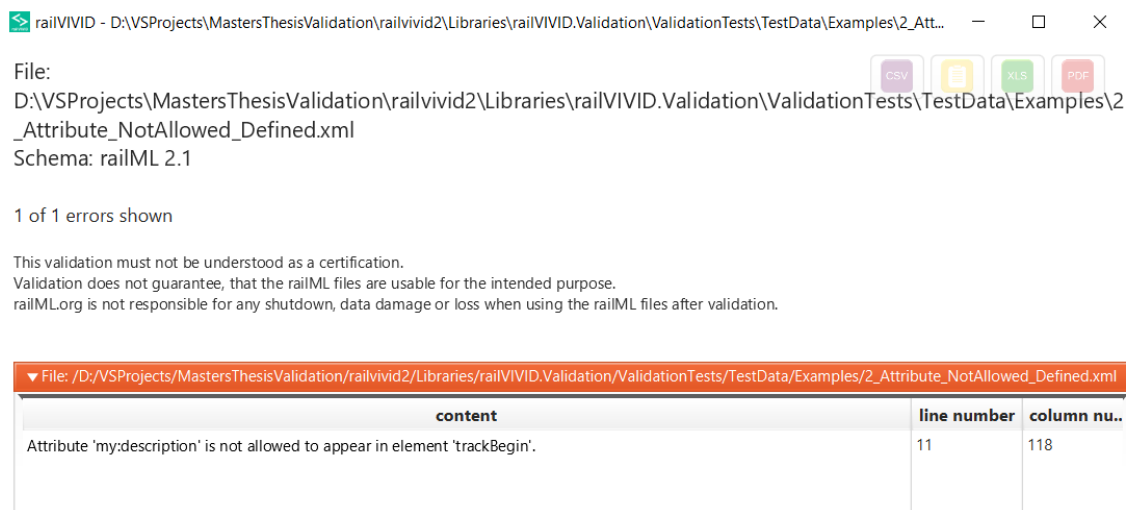 railVIVID - D:\VSProjects\MastersThesisValidation\railvivid2\Libraries\railVIVID.Validation\ValidationTests\TestData\Examples\2_Att...
File:
CSV XLS PDF
D:\VSProjects\MastersThesisValidation\railvivid2\Libraries\railVIVID.Validation\ValidationTests\TestData\Examples\2
_Attribute_NotAllowed_Defined.xml
Schema: railML 2.1
1 of 1 errors shown
This validation must not be understood as a certification.
Validation does not guarantee, that the railML files are usable for the intended purpose.
railML.org is not responsible for any shutdown, data damage or loss when using the railML files after validation.
▼ File: /D:/VSProjects/MastersThesisValidation/railvivid2/Libraries/railVIVID.Validation/ValidationTests/TestData/Examples/2_Attribute_NotAllowed_Defined.xml
content line number column nu..
Attribute 'my:description' is not allowed to appear in element 'trackBegin'. 11 118